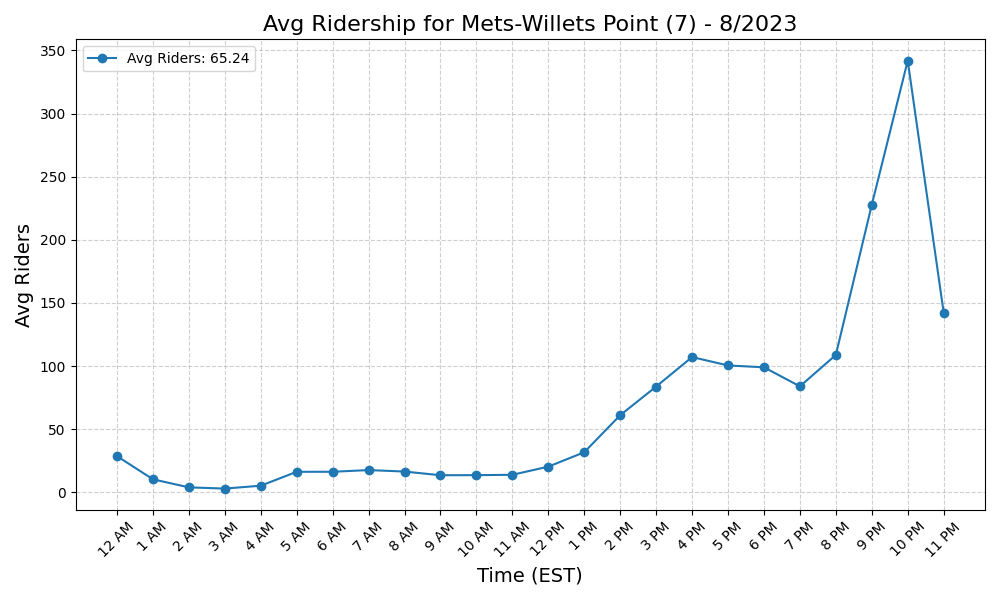 Avg Ridership for Mets-Willets Point (7) - 8/2023
Avg Riders: 65.24
Avg Riders
350
300
250
200
150
100
50
0
12 AM
1 AM
2 AM
3 AM
4 AM
5 AM
6 AM
7 AM
8 AM
9 AM
10 AM
11 AM
12 PM
1 PM
2 PM
3 PM
4 PM
5 PM
6 PM
7 PM
8 PM
9 PM
10 PM
11 PM
Time (EST)